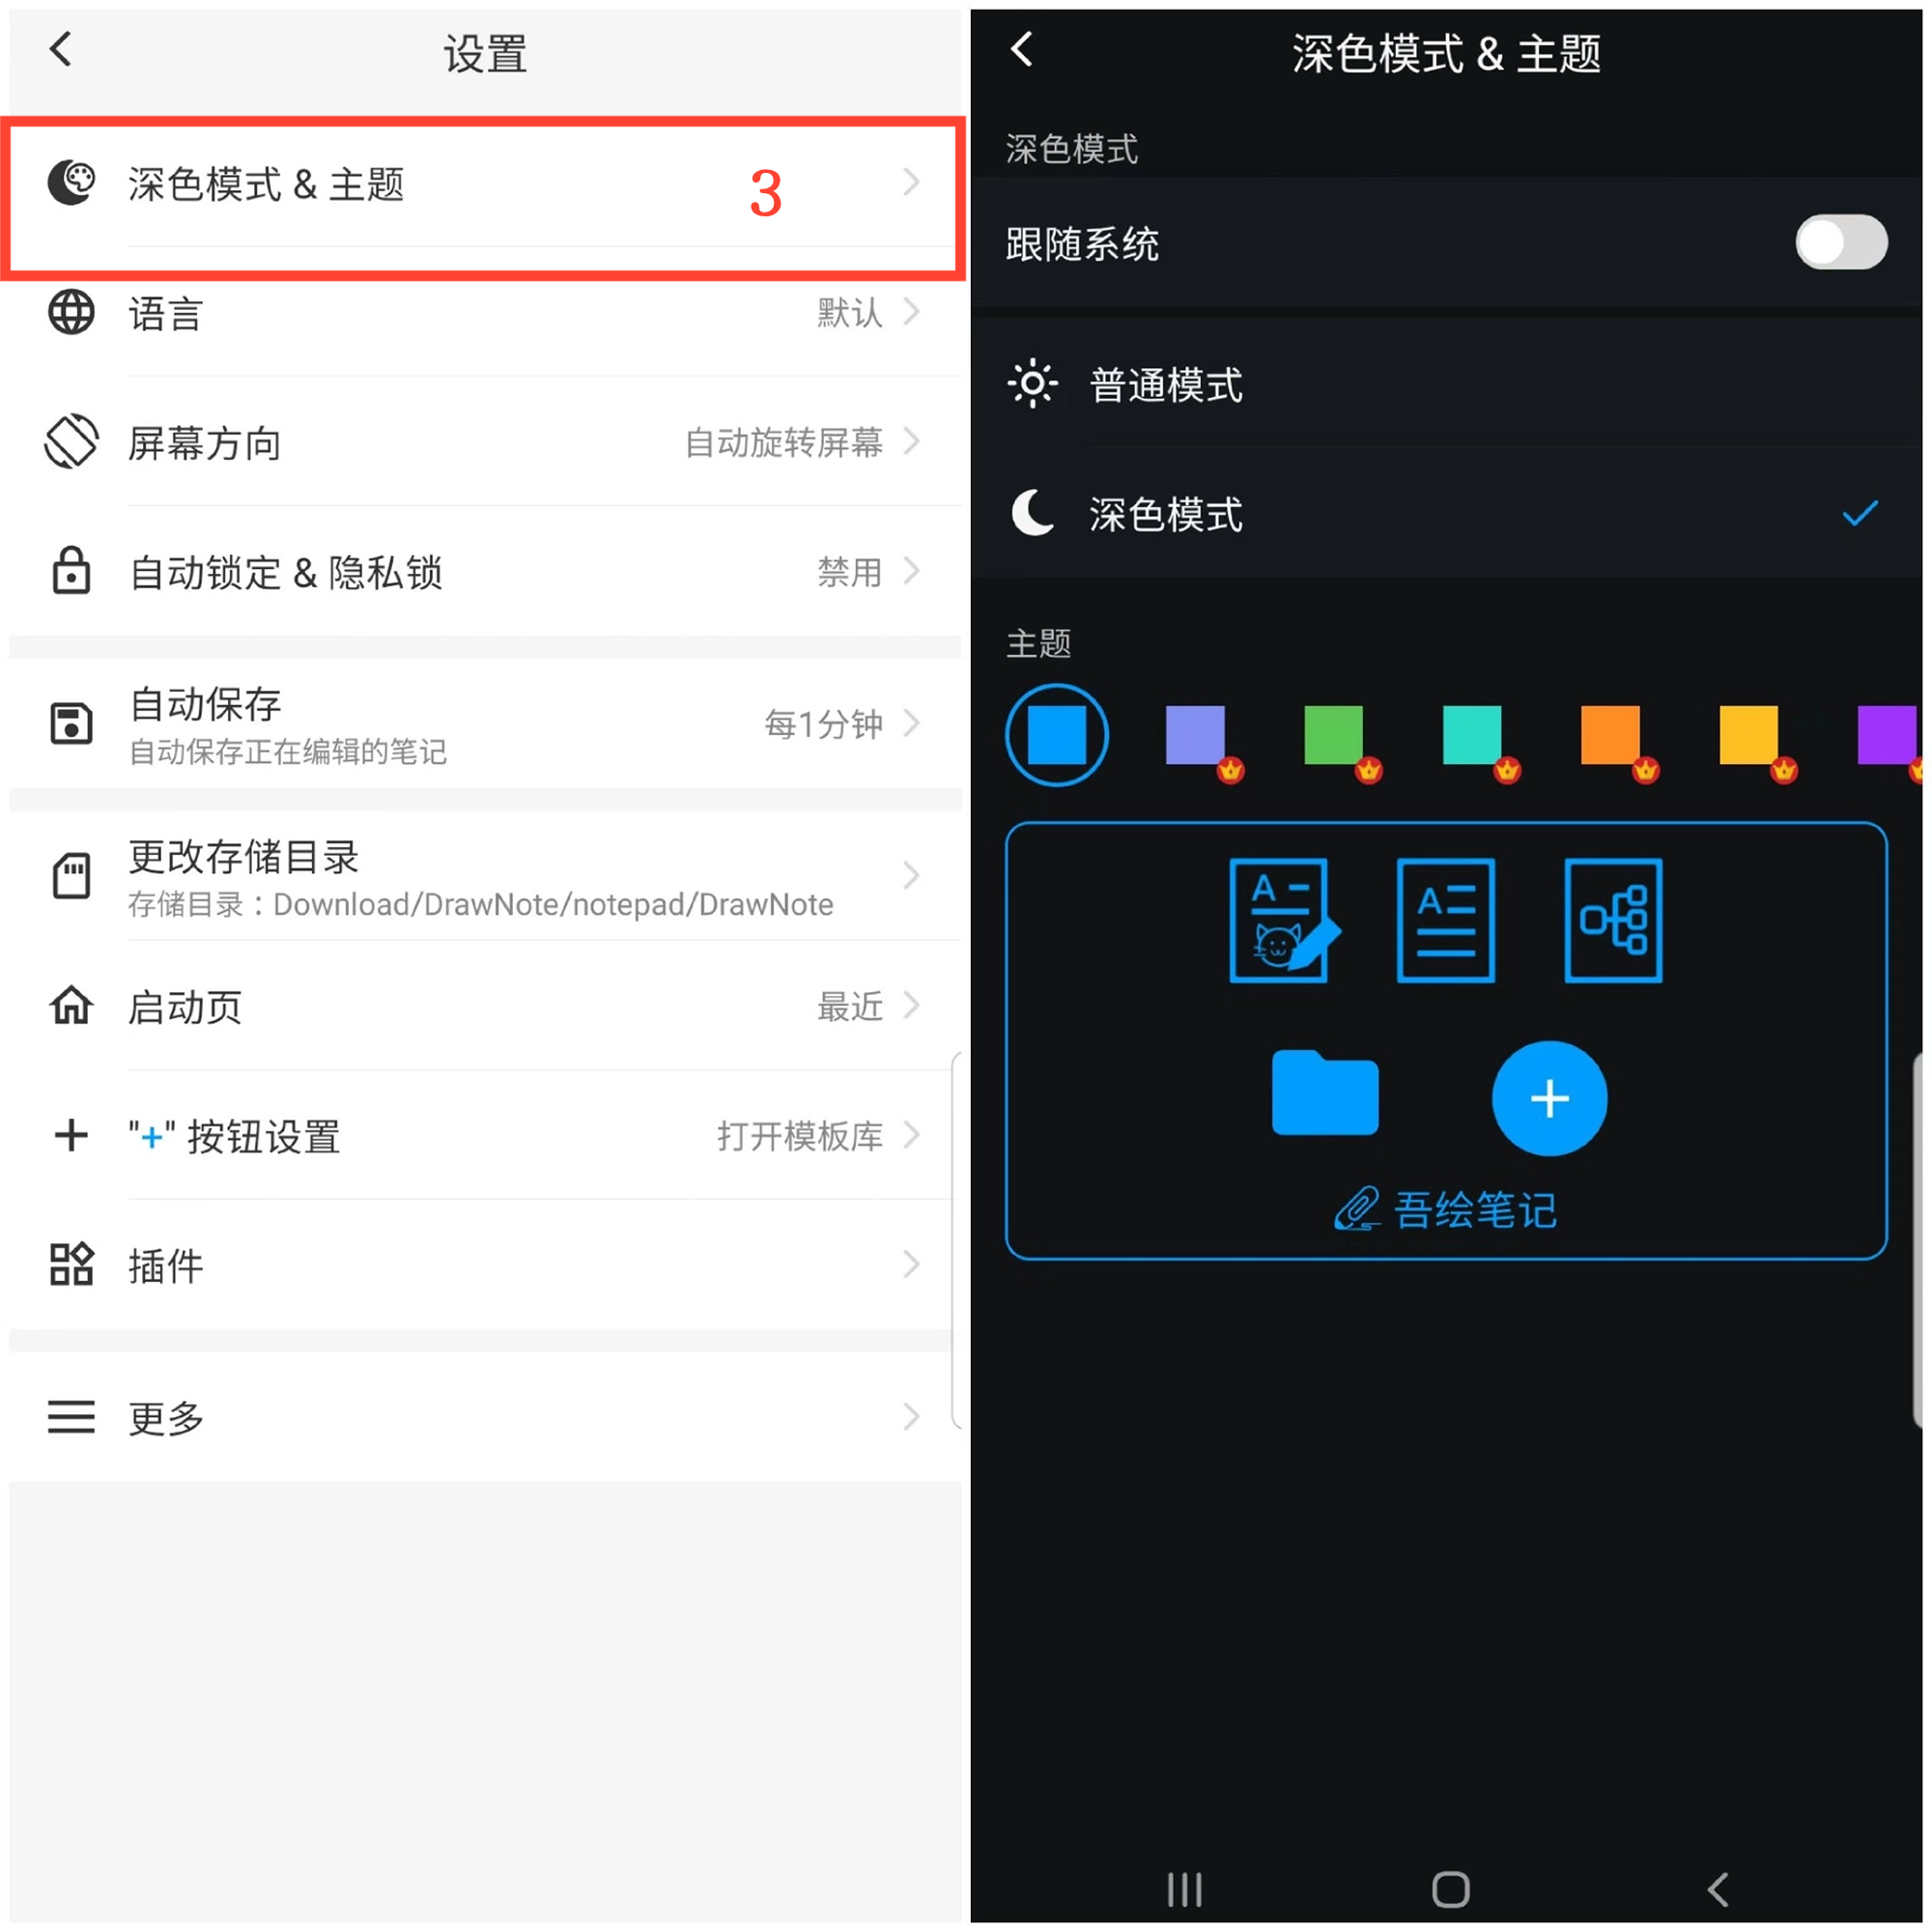 设置
深色模式 & 主题
3
语言
默认
屏幕方向
自动旋转屏幕
自动锁定 & 隐私锁
禁用
自动保存
自动保存正在编辑的笔记
每1分钟
更改存储目录
存储目录：Download/DrawNote/notepad/DrawNote
启动页
最近
"+" 按钮设置
打开模板库
插件
更多
深色模式 & 主题
深色模式
跟随系统
普通模式
深色模式
主题
A
A
吾绘笔记